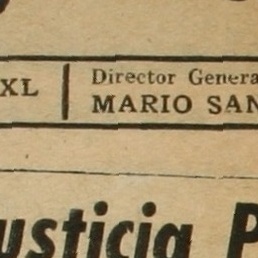 XL
Director Genera
MARIO SAN
usticia P